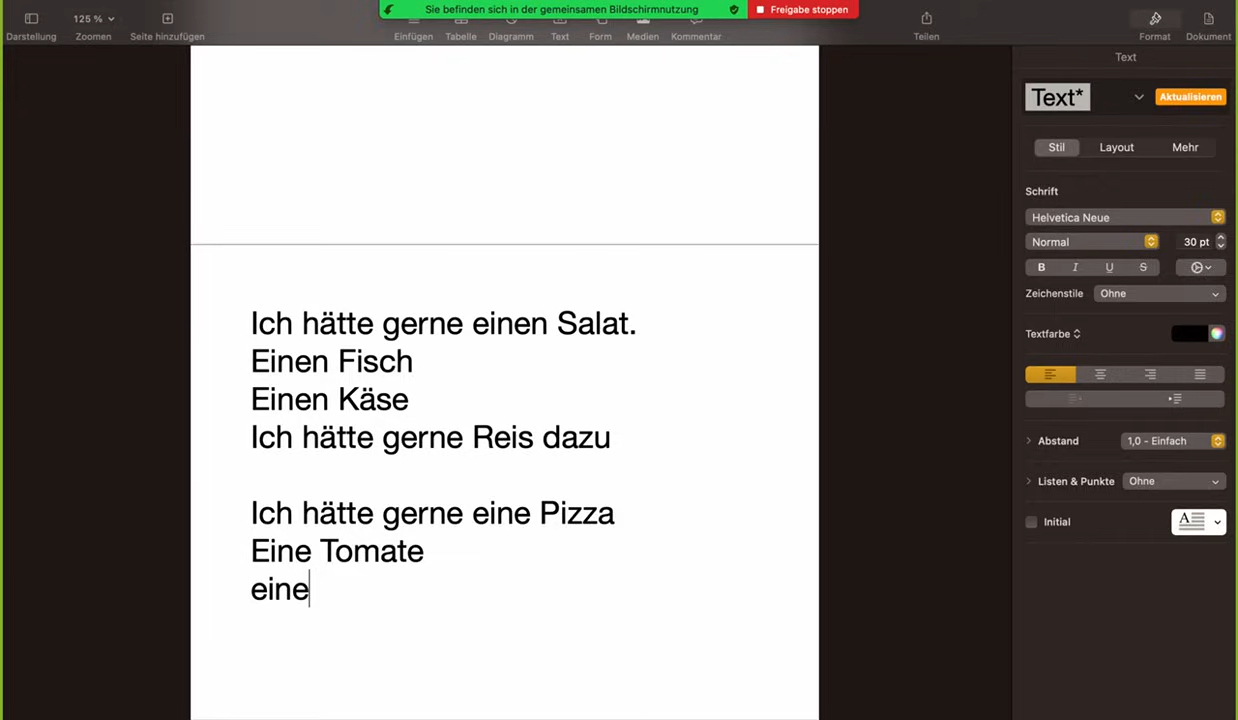 Sie befinden sich in der gemeinsamen Bildschirmnutzung
Freigabe stoppen
125 %
Darstellung
Zoomen
Seite hinzufügen
Einfügen
Tabelle
Diagramm
Text
Form
Medien
Kommentar
Teilen
Format
Dokument
Text
Text*
Aktualisieren
Stil
Layout
Mehr
Schrift
Helvetica Neue
Normal
30 pt
B I U S
Zeichenstile
Ohne
Textfarbe
Abstand
1,0 - Einfach
Listen & Punkte
Ohne
Initial
A
Ich hätte gerne einen Salat.
Einen Fisch
Einen Käse
Ich hätte gerne Reis dazu
Ich hätte gerne eine Pizza
Eine Tomate
eine